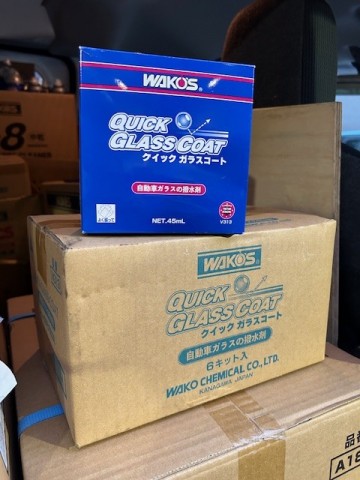 WAKO'S®
QUICK
GLASS COAT
クイック ガラスコート
自動車ガラスの撥水剤
NET.45mL
V313
WAKO'S
QUICK
GLASS COAT
クイック ガラスコート
自動車ガラスの撥水剤
6キット入
WAKO CHEMICAL CO., LTD.
KANAGAWA JAPAN
8
品番
A18